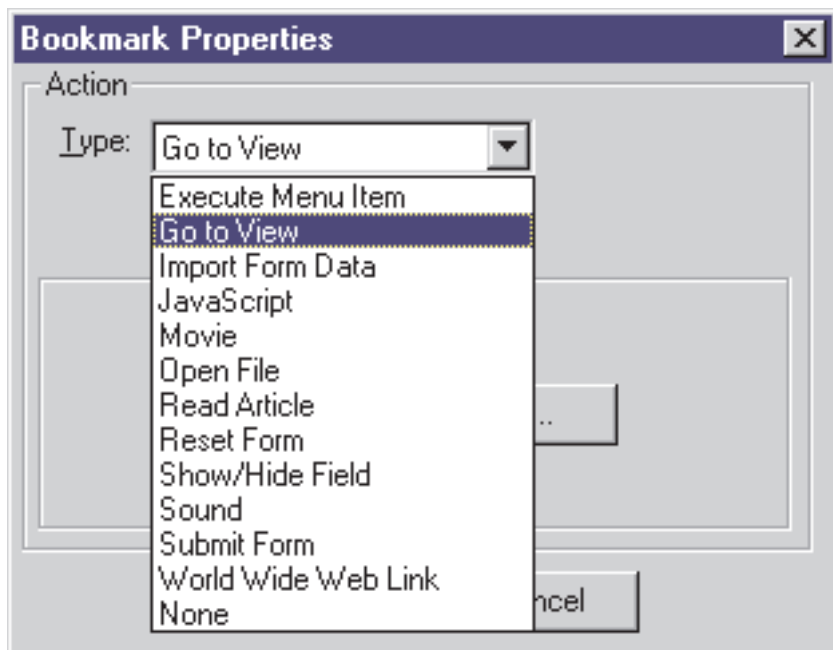 Bookmark Properties
Action
Type: Go to View
Execute Menu Item
Go to View
Import Form Data
JavaScript
Movie
Open File
Read Article
..
Reset Form
Show/Hide Field
Sound
Submit Form
World Wide Web Link
None
ncel